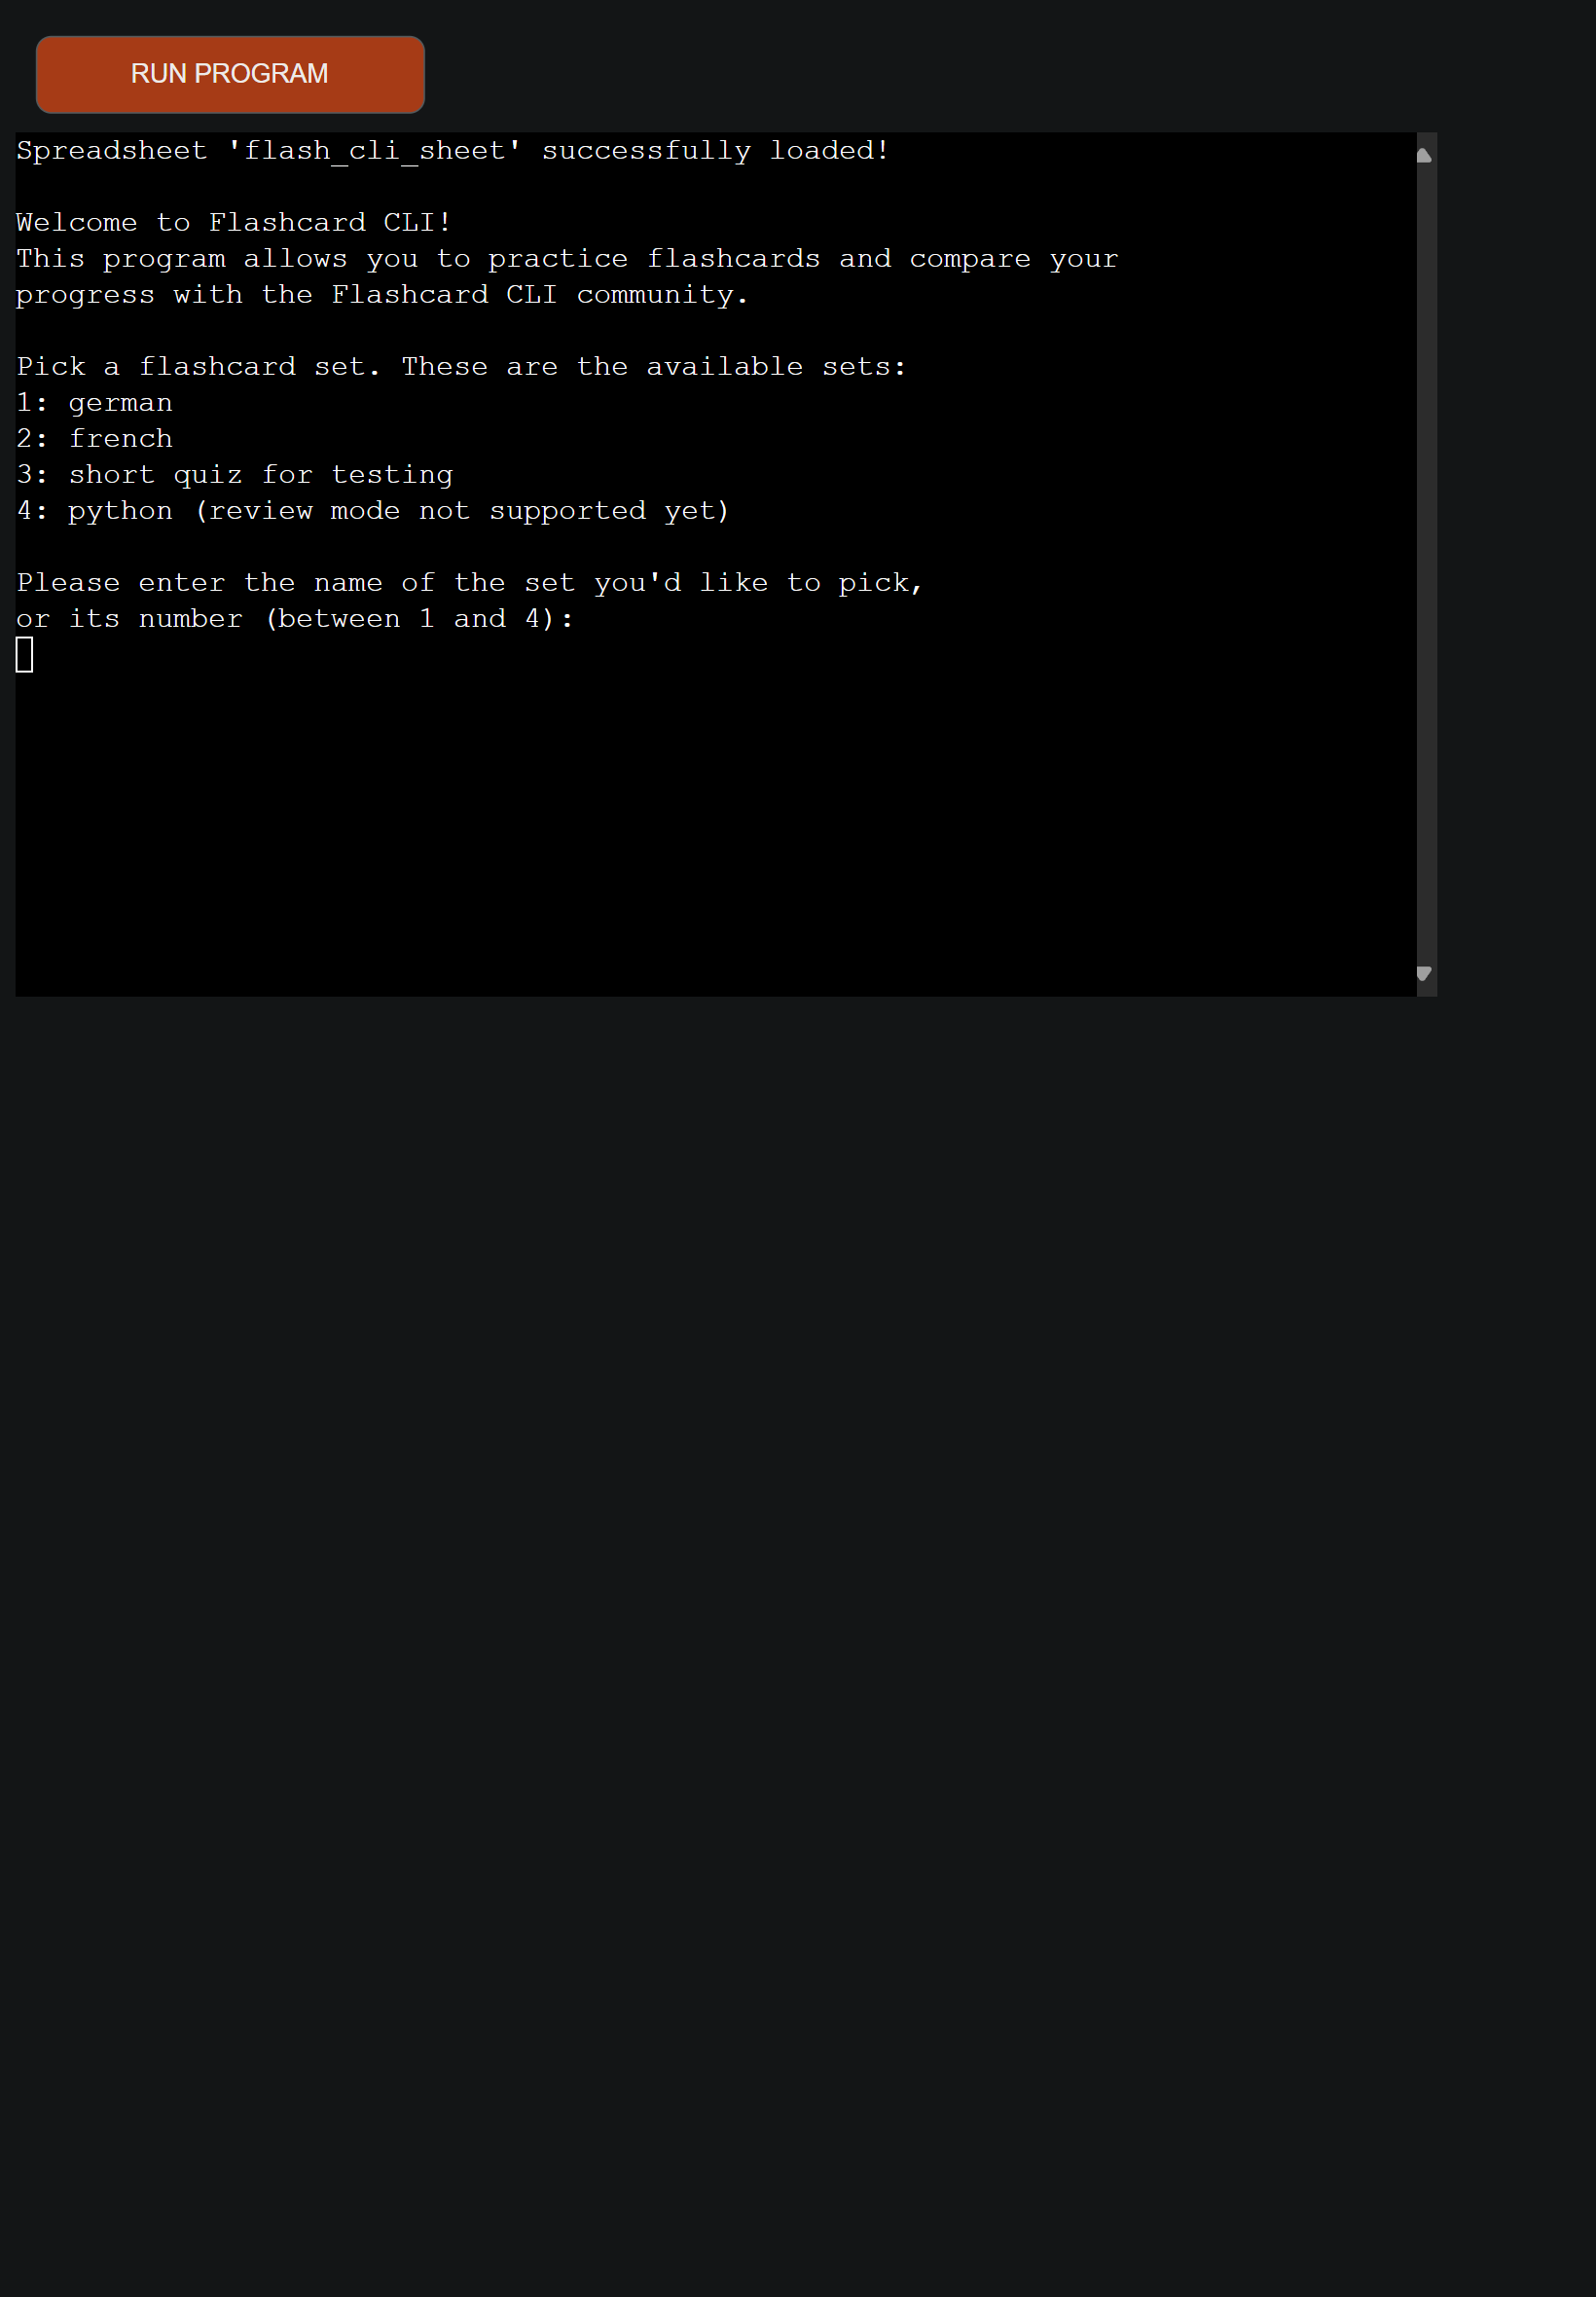 RUN PROGRAM
Spreadsheet 'flash_cli_sheet' successfully loaded!
Welcome to Flashcard CLI!
This program allows you to practice flashcards and compare your
progress with the Flashcard CLI community.
Pick a flashcard set. These are the available sets:
1: german
2: french
3: short quiz for testing
4: python (review mode not supported yet)
Please enter the name of the set you'd like to pick,
or its number (between 1 and 4):